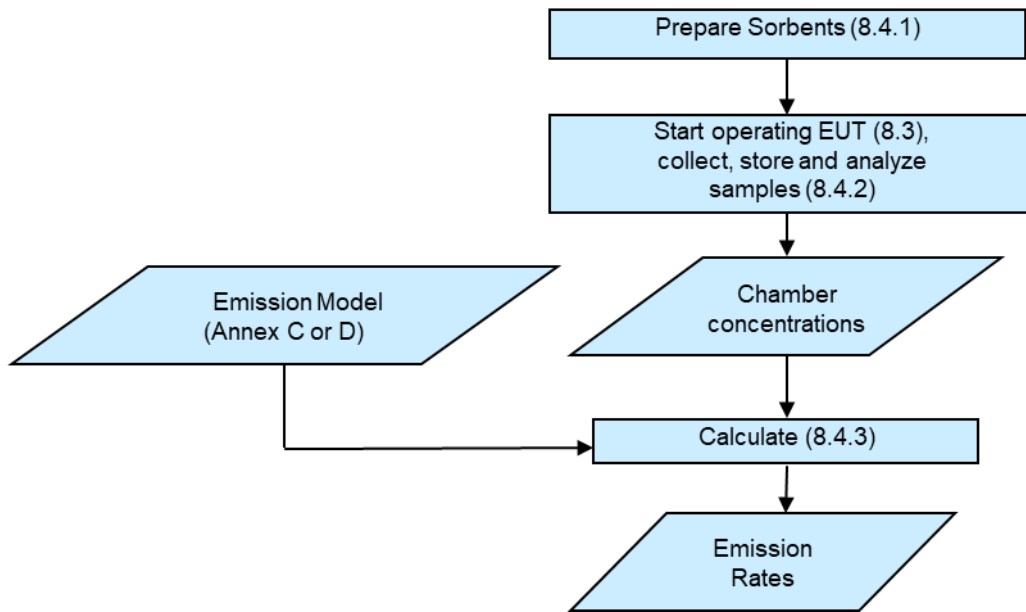 Prepare Sorbents (8.4.1)
Start operating EUT (8.3),
collect, store and analyze
samples (8.4.2)
Emission Model
(Annex C or D)
Chamber
concentrations
Calculate (8.4.3)
Emission
Rates